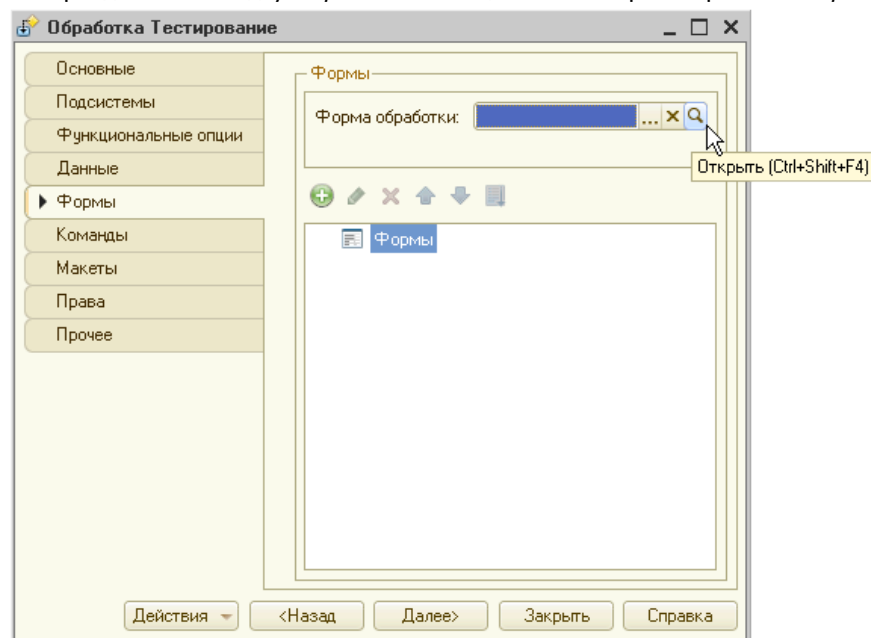 Обработка Тестирование
Основные
Подсистемы
Функциональные опции
Данные
Формы
Команды
Макеты
Права
Прочее
Формы
Форма обработки:
...
Открыть (Ctrl+Shift+F4)
Формы
Действия
<Назад
Далее>
Закрыть
Справка